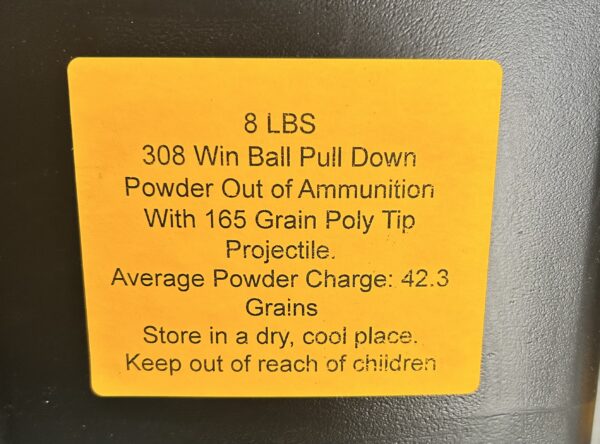 8 LBS
308 Win Ball Pull Down
Powder Out of Ammunition
With 165 Grain Poly Tip
Projectile.
Average Powder Charge: 42.3
Grains
Store in a dry, cool place.
Keep out of reach of children